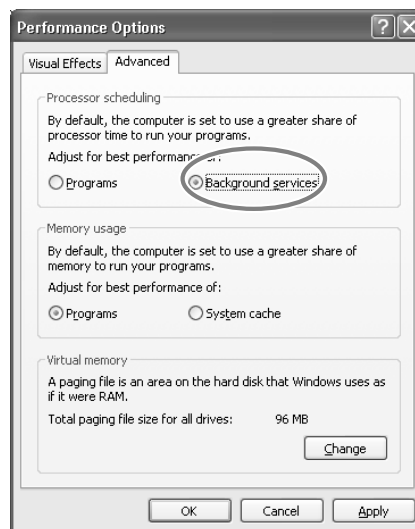 Performance Options
Visual Effects Advanced
Processor scheduling
By default, the computer is set to use a greater share of
processor time to run your programs.
Adjust for best performance of:
Programs Background services
Memory usage
By default, the computer is set to use a greater share of
memory to run your programs.
Adjust for best performance of:
Programs System cache
Virtual memory
A paging file is an area on the hard disk that Windows uses as
if it were RAM.
Total paging file size for all drives: 96 MB
Change
OK Cancel Apply